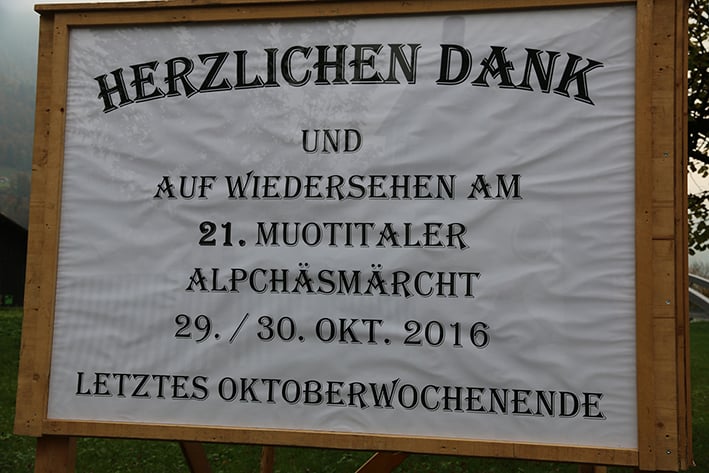 HERZLICHEN DANK
UND
AUF WIEDERSEHEN AM
21. MUOTITALER
ALPCHÄSMÄRCHT
29. / 30. OKT. 2016
LETZTES OKTOBERWOCHENENDE